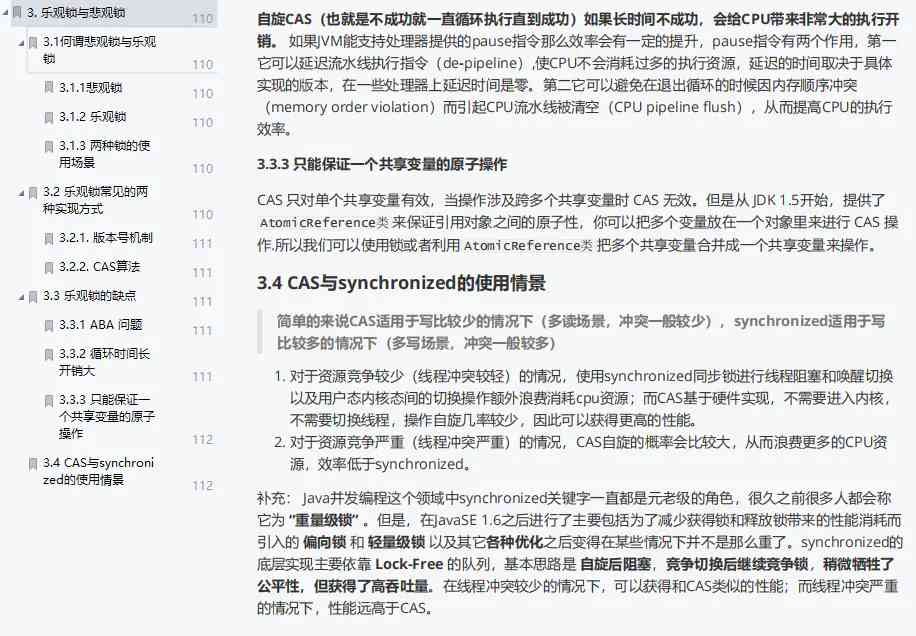 3. 乐观锁与悲观锁 110
3.1何谓悲观锁与乐观
锁 110
3.1.1悲观锁 110
3.1.2 乐观锁 110
3.1.3 两种锁的使
用场景 110
3.2 乐观锁常见的两
种实现方式 110
3.2.1. 版本号机制 111
3.2.2. CAS算法 111
3.3 乐观锁的缺点 111
3.3.1 ABA 问题 111
3.3.2 循环时间长
开销大 111
3.3.3 只能保证一
个共享变量的原子
操作 112
3.4 CAS与synchroni
zed的使用情景 112
自旋CAS（也就是不成功就一直循环执行直到成功）如果长时间不成功，会给CPU带来非常大的执行开
销。 如果JVM能支持处理器提供的pause指令那么效率会有一定的提升，pause指令有两个作用，第一
它可以延迟流水线执行指令（de-pipeline）,使CPU不会消耗过多的执行资源，延迟的时间取决于具体
实现的版本，在一些处理器上延迟时间是零。第二它可以避免在退出循环的时候因内存顺序冲突
（memory order violation）而引起CPU流水线被清空（CPU pipeline flush），从而提高CPU的执行
效率。
3.3.3 只能保证一个共享变量的原子操作
CAS 只对单个共享变量有效，当操作涉及跨多个共享变量时 CAS 无效。但是从 JDK 1.5开始，提供了
AtomicReference类 来保证引用对象之间的原子性，你可以把多个变量放在一个对象里来进行 CAS 操
作.所以我们可以使用锁或者利用 AtomicReference类 把多个共享变量合并成一个共享变量来操作。
3.4 CAS与synchronized的使用情景
简单的来说CAS适用于写比较少的情况下（多读场景，冲突一般较少），synchronized适用于写
比较多的情况下（多写场景，冲突一般较多）
1. 对于资源竞争较少（线程冲突较轻）的情况，使用synchronized同步锁进行线程阻塞和唤醒切换
以及用户态内核态间的切换操作额外浪费消耗cpu资源；而CAS基于硬件实现，不需要进入内核，
不需要切换线程，操作自旋几率较少，因此可以获得更高的性能。
2. 对于资源竞争严重（线程冲突严重）的情况，CAS自旋的概率会比较大，从而浪费更多的CPU资
源，效率低于synchronized。
补充： Java并发编程这个领域中synchronized关键字一直都是元老级的角色，很久之前很多人都会称
它为 “重量级锁” 。但是，在JavaSE 1.6之后进行了主要包括为了减少获得锁和释放锁带来的性能消耗而
引入的 偏向锁 和 轻量级锁 以及其它各种优化之后变得在某些情况下并不是那么重了。synchronized的
底层实现主要依靠 Lock-Free 的队列，基本思路是 自旋后阻塞，竞争切换后继续竞争锁，稍微牺牲了
公平性，但获得了高吞吐量。在线程冲突较少的情况下，可以获得和CAS类似的性能；而线程冲突严重
的情况下，性能远高于CAS。